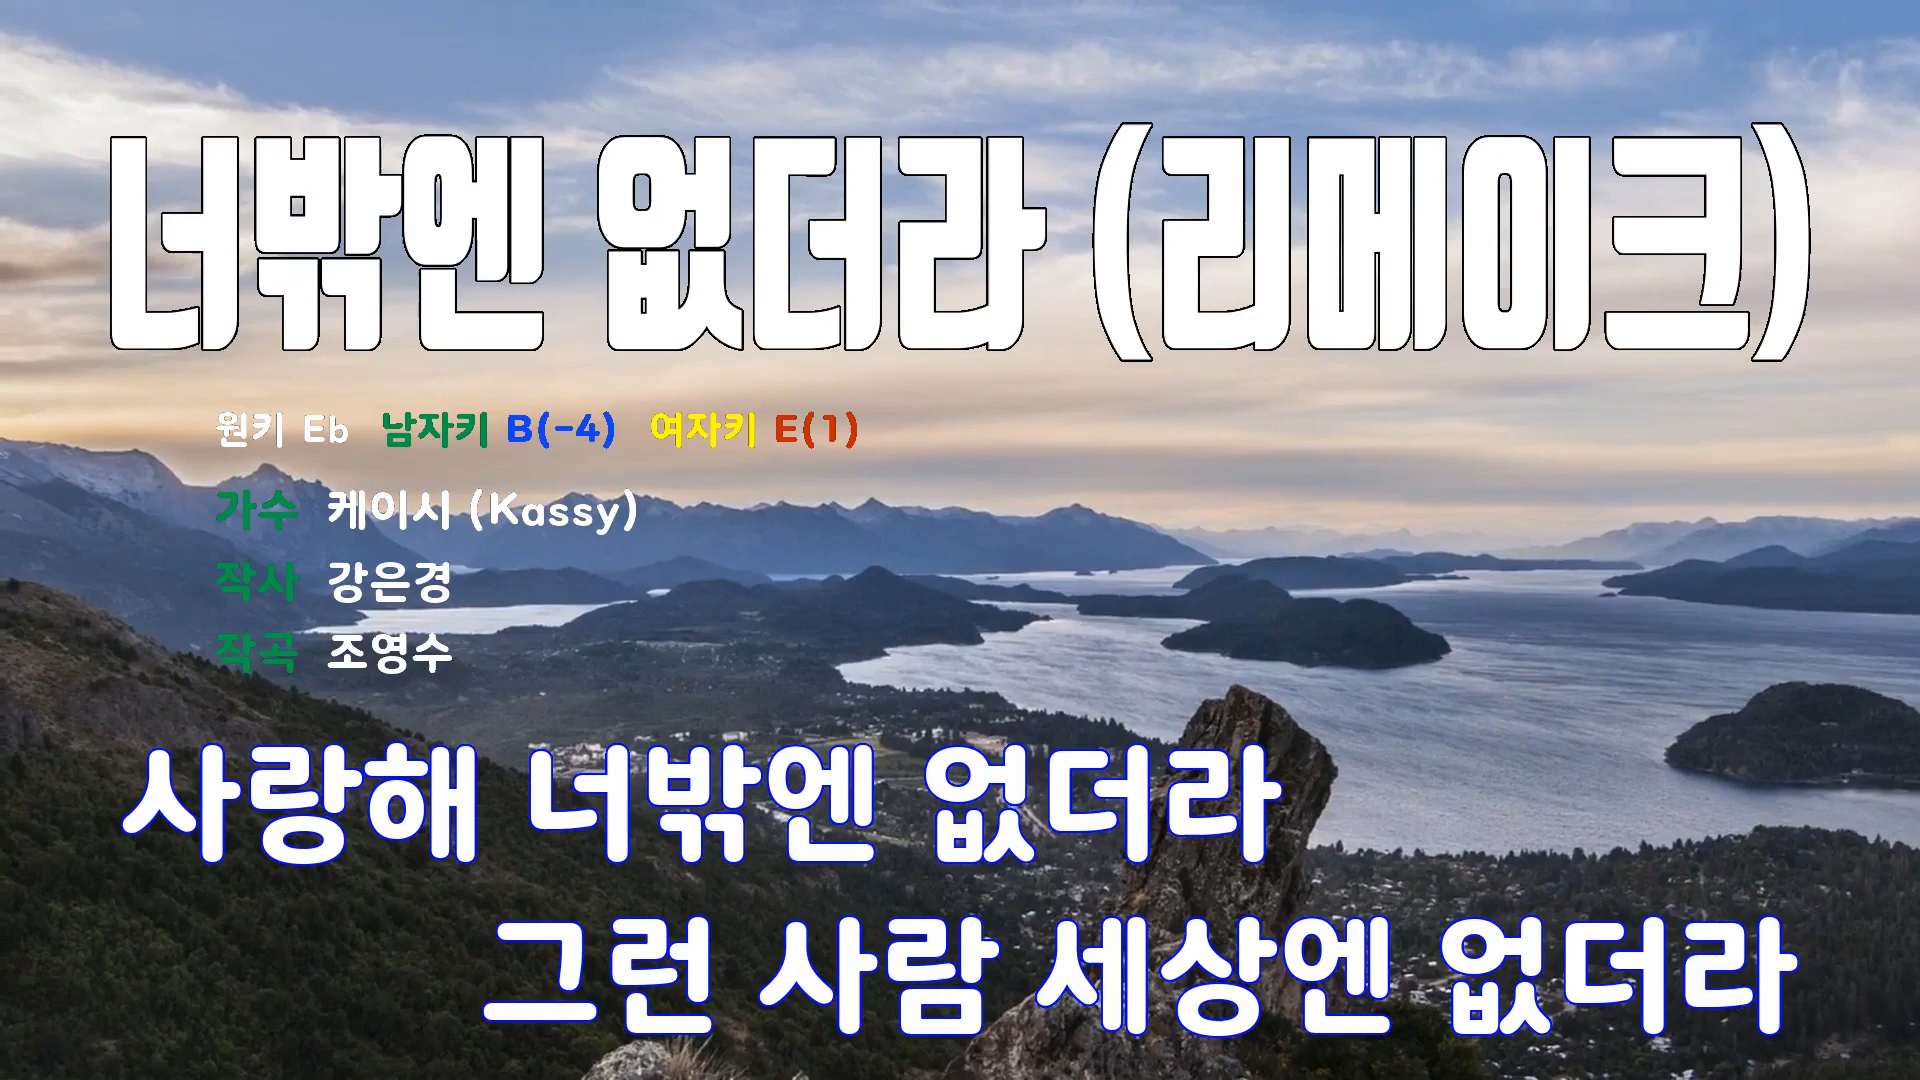 너밖엔 없더라 (리메이크)
원키 Eb 남자키 B(-4) 여자키 E(1)
가수 케이시 (Kassy)
작사 강은경
작곡 조영수
사랑해 너밖엔 없더라
그런 사람 세상엔 없더라